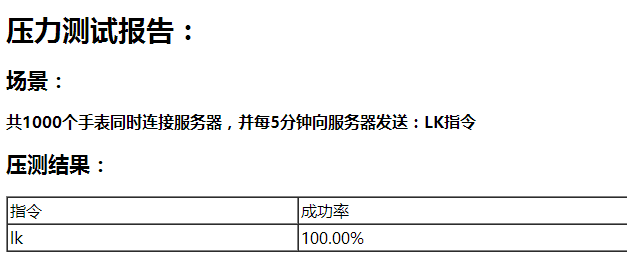 压力测试报告：
场景：
共1000个手表同时连接服务器，并每5分钟向服务器发送：LK指令
压测结果：
指令 成功率
lk 100.00%